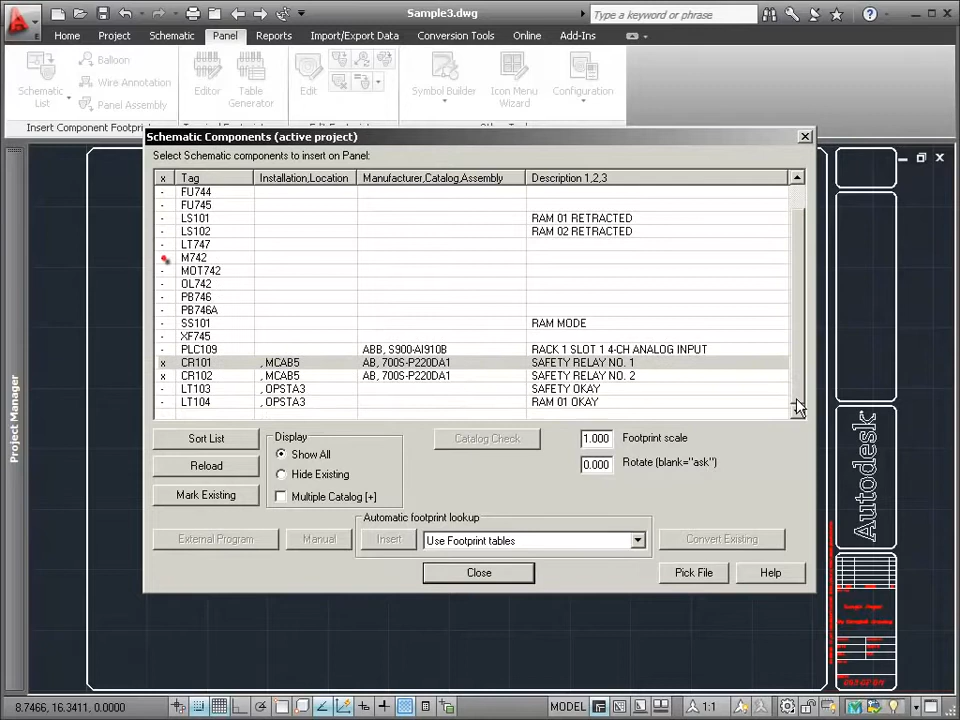 Sample3.dwg
Type a keyword or phrase
Home Project Schematic Panel Reports Import/Export Data Conversion Tools Online Add-Ins
Schematic List
Balloon
Wire Annotation
Panel Assembly
Editor
Table Generator
Edit
Symbol Builder
Icon Menu Wizard
Configuration
Insert Component Footpri
Schematic Components (active project)
Select Schematic components to insert on Panel:
x Tag Installation,Location Manufacturer,Catalog,Assembly Description 1,2,3
- FU744
- FU745
- LS101 RAM 01 RETRACTED
- LS102 RAM 02 RETRACTED
- LT747
M742
- MOT742
- OL742
- PB746
- PB746A
- SS101 RAM MODE
- XF745
- PLC109 ABB, S900-AI910B RACK 1 SLOT 1 4-CH ANALOG INPUT
x CR101 , MCAB5 AB, 700S-P220DA1 SAFETY RELAY NO. 1
x CR102 , MCAB5 AB, 700S-P220DA1 SAFETY RELAY NO. 2
- LT103 , OPSTA3 SAFETY OKAY
- LT104 , OPSTA3 RAM 01 OKAY
Sort List
Reload
Mark Existing
Display
Show All
Hide Existing
Multiple Catalog [+]
Catalog Check
1.000 Footprint scale
0.000 Rotate (blank="ask")
External Program
Manual
Automatic footprint lookup
Insert
Use Footprint tables
Convert Existing
Close
Pick File
Help
Project Manager
Autodesk
8.7466, 16.3411, 0.0000
MODEL
1:1